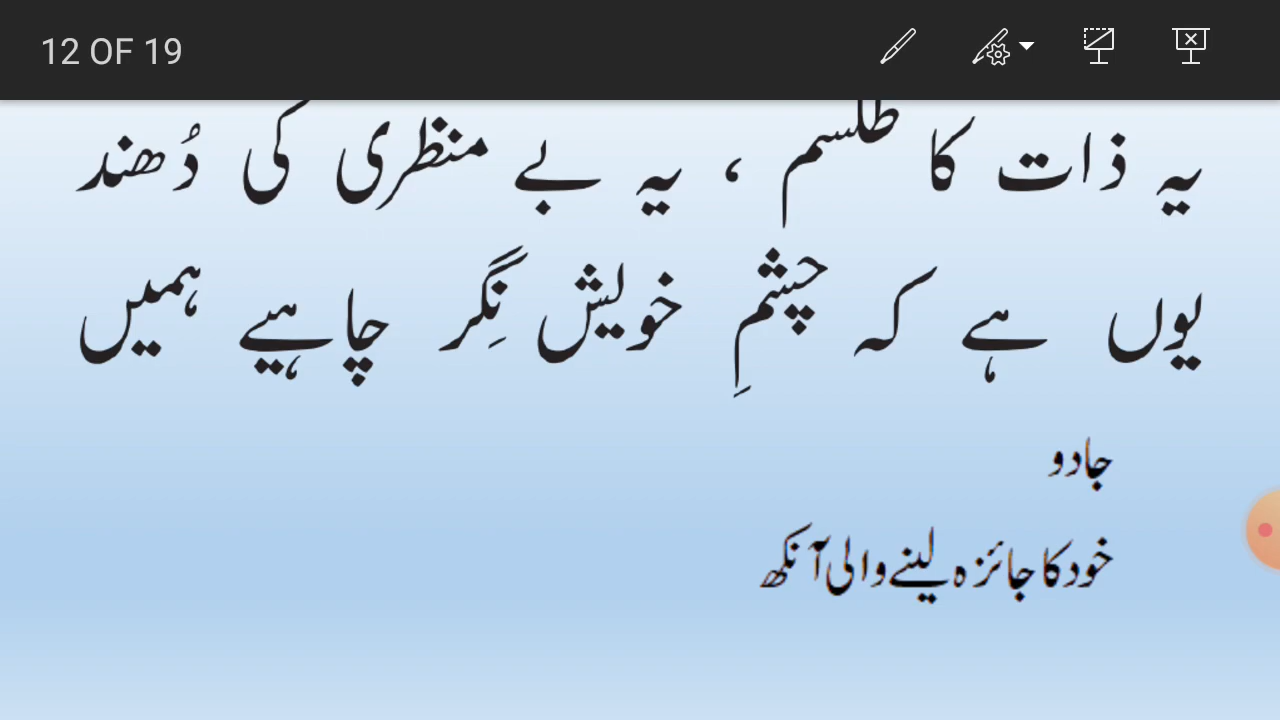 12 OF 19
یہ ذات کا طلسم ، یہ بے منظری کی دُھند
یوں ہے کہ چشمِ خویش نِگر چاہیے ہمیں
جادو
خود کا جائزہ لینے والی آنکھ